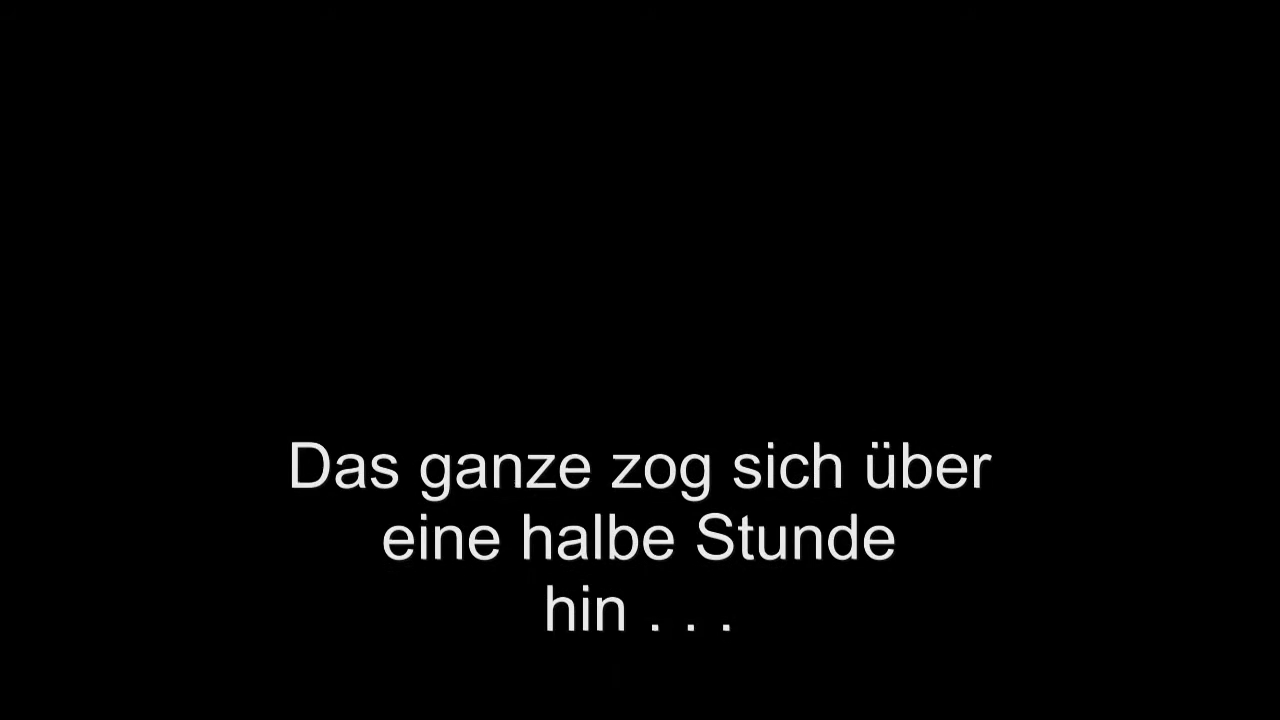 Das ganze zog sich über
eine halbe Stunde
hin . . .